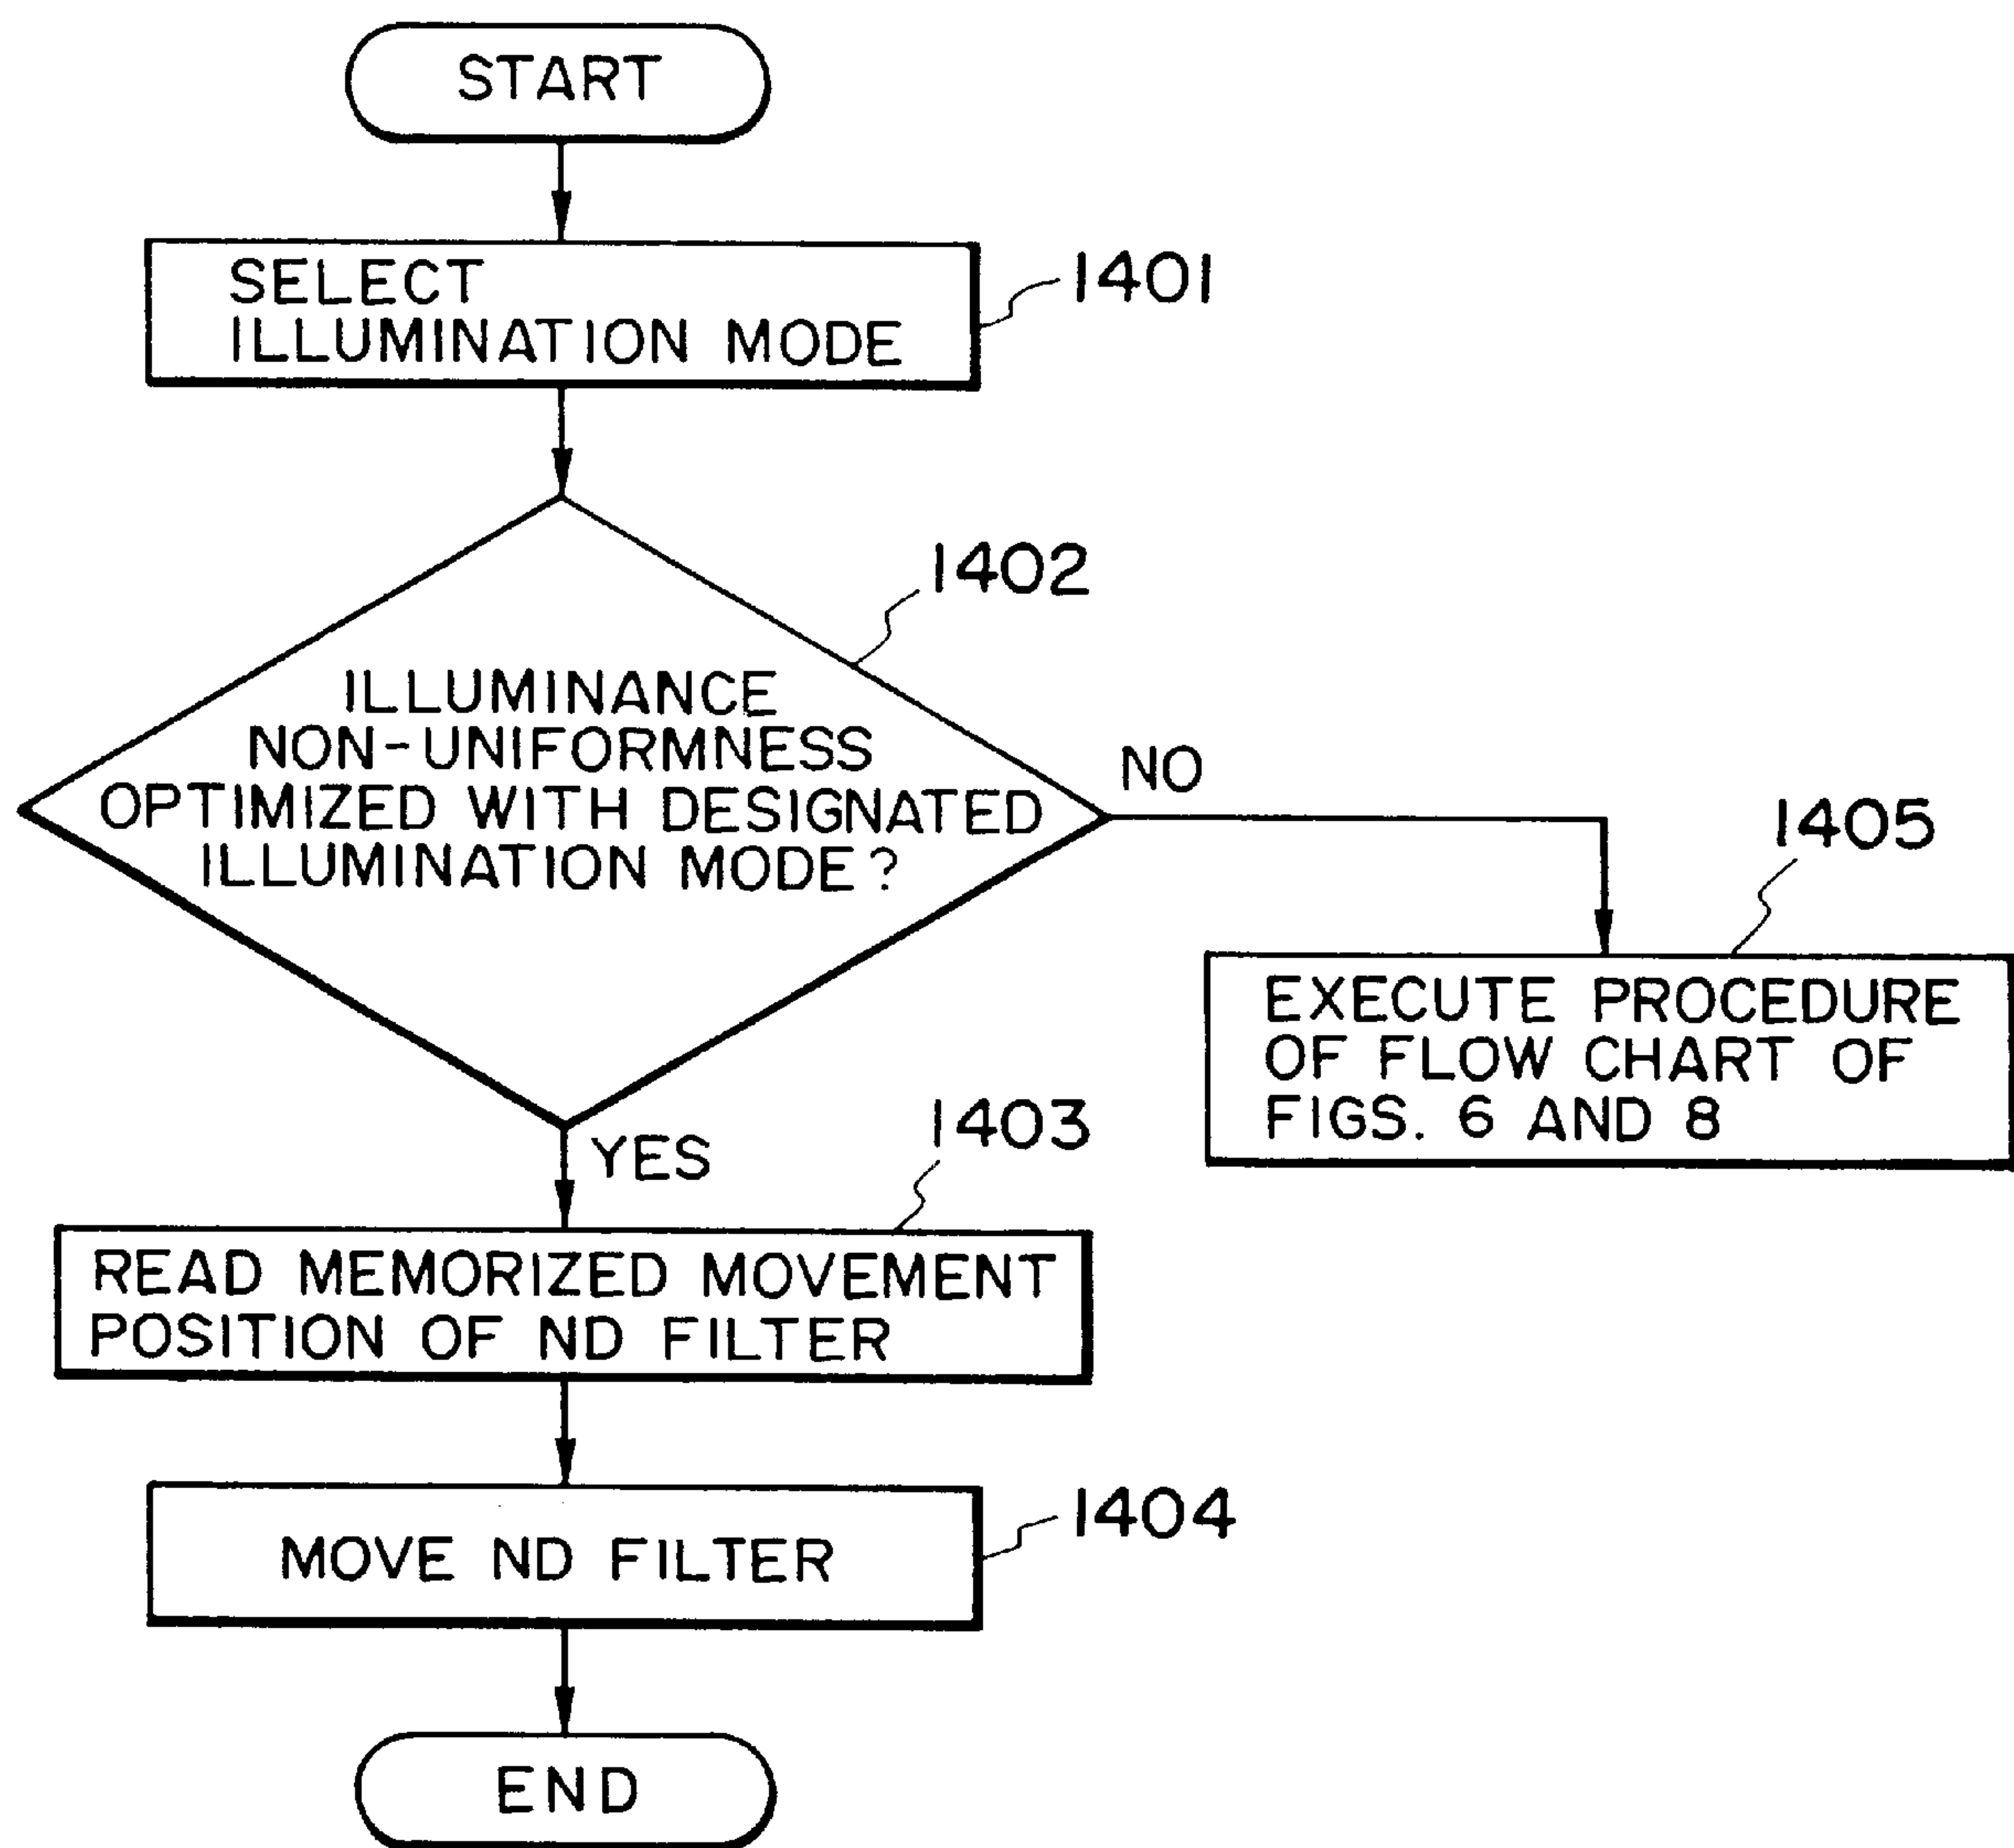 START
SELECT
ILLUMINATION MODE
1401
1402
ILLUMINANCE
NON-UNIFORMNESS
OPTIMIZED WITH DESIGNATED
ILLUMINATION MODE?
NO
1405
EXECUTE PROCEDURE
OF FLOW CHART OF
FIGS. 6 AND 8
YES
1403
READ MEMORIZED MOVEMENT
POSITION OF ND FILTER
MOVE ND FILTER
1404
END